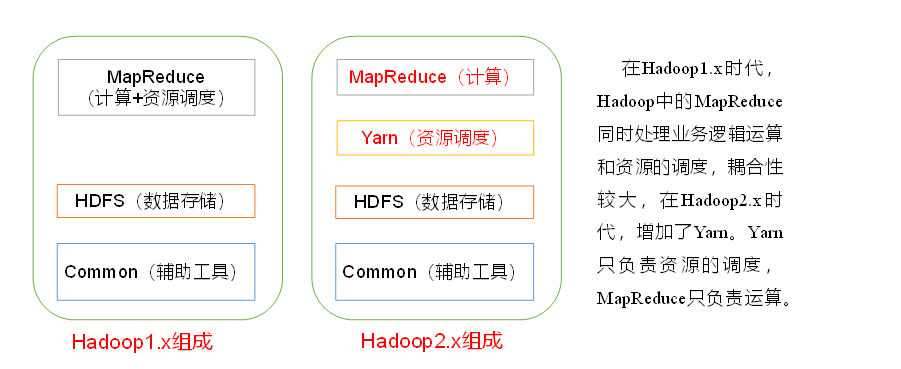 MapReduce
（计算+资源调度）
HDFS（数据存储）
Common（辅助工具）
Hadoop1.x组成
MapReduce（计算）
Yarn（资源调度）
HDFS（数据存储）
Common（辅助工具）
Hadoop2.x组成
在Hadoop1.x时代，
Hadoop中的MapReduce
同时处理业务逻辑运算
和资源的调度，耦合性
较大，在Hadoop2.x时
代，增加了Yarn。Yarn
只负责资源的调度，
MapReduce只负责运算。